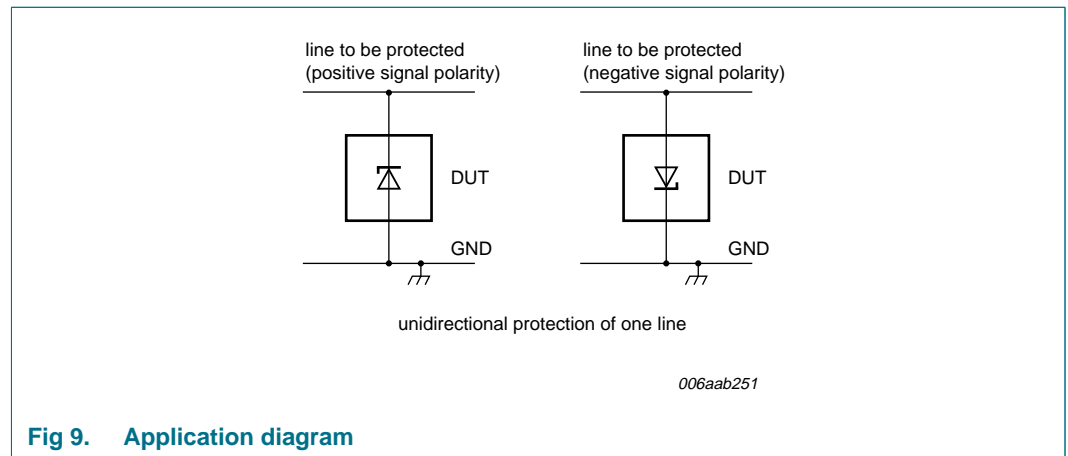 line to be protected
(positive signal polarity)
DUT
GND
line to be protected
(negative signal polarity)
DUT
GND
unidirectional protection of one line
006aab251
Fig 9. Application diagram